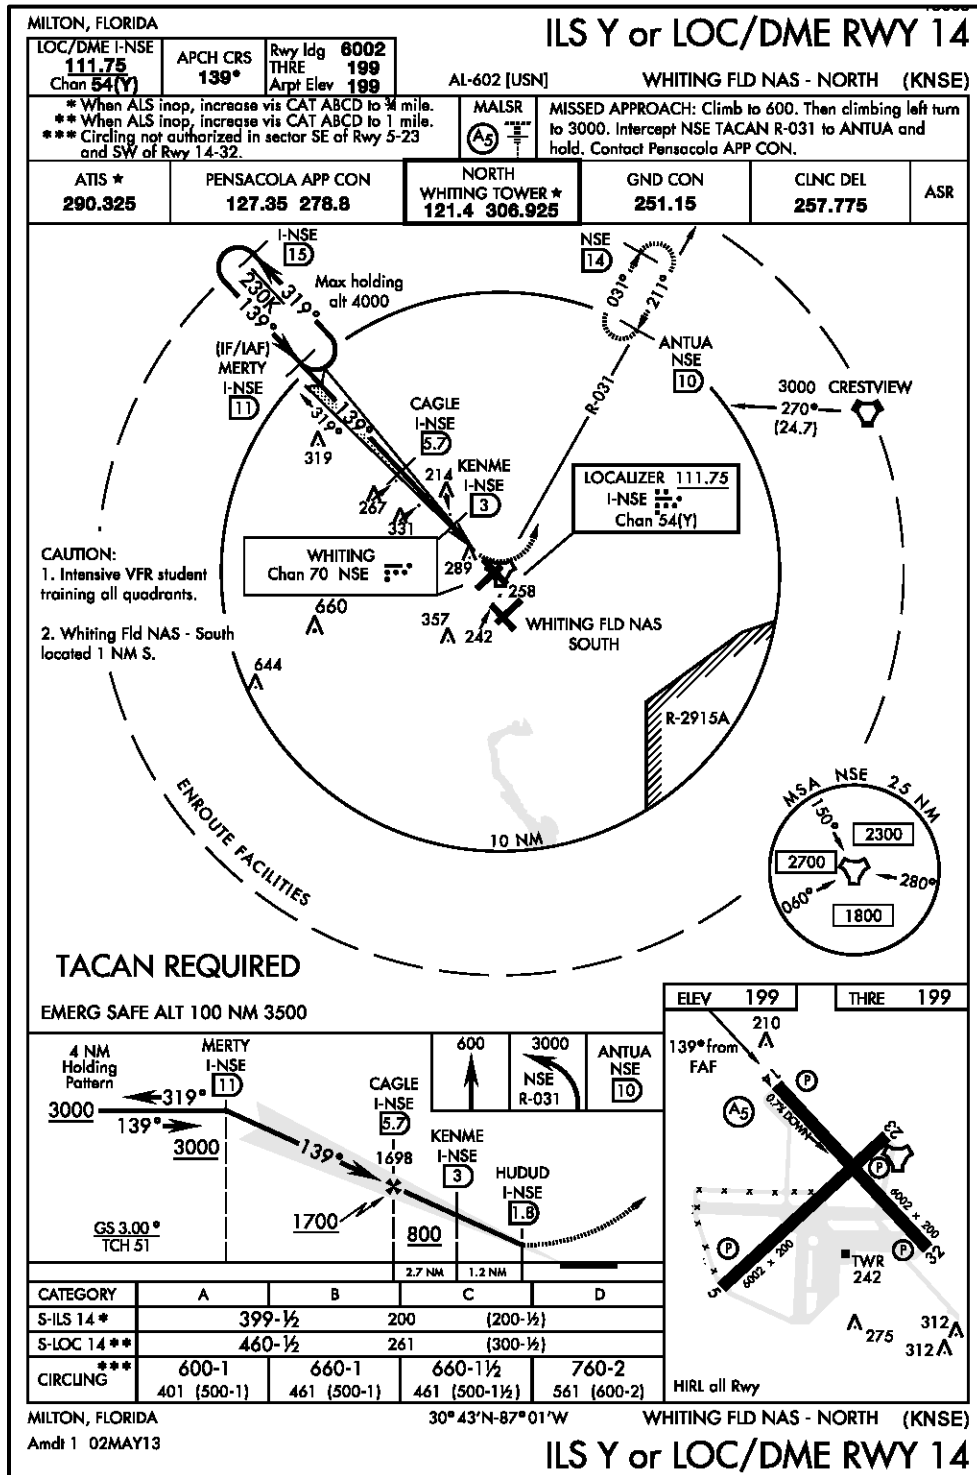 MILTON, FLORIDA
ILS Y or LOC/DME RWY 14
LOC/DME I-NSE
111.75
Chan 54(Y)
APCH CRS
139°
Rwy ldg 6002
THRE 199
Arpt Elev 199
AL-602 [USN]
WHITING FLD NAS - NORTH (KNSE)
* When ALS inop, increase vis CAT ABCD to ¾ mile.
** When ALS inop, increase vis CAT ABCD to 1 mile.
*** Circling not authorized in sector SE of Rwy 5-23
and SW of Rwy 14-32.
MALSR
A5
MISSED APPROACH: Climb to 600. Then climbing left turn
to 3000. Intercept NSE TACAN R-031 to ANTUA and
hold. Contact Pensacola APP CON.
ATIS ★
290.325
PENSACOLA APP CON
127.35 278.8
NORTH
WHITING TOWER ★
121.4 306.925
GND CON
251.15
CLNC DEL
257.775
ASR
I-NSE
15
Max holding
alt 4000
230K
319°
139°
(IF/IAF)
MERTY
I-NSE
11
139°
319°
319
NSE
14
031°
211°
ANTUA
NSE
10
R-031
3000 CRESTVIEW
270°
(24.7)
CAGLE
I-NSE
5.7
214
KENME
I-NSE
3
267
331
LOCALIZER 111.75
I-NSE
Chan 54(Y)
WHITING
Chan 70 NSE
289
258
CAUTION:
1. Intensive VFR student
training all quadrants.
2. Whiting Fld NAS - South
located 1 NM S.
660
357
242
WHITING FLD NAS
SOUTH
644
R-2915A
10 NM
ENROUTE FACILITIES
MSA NSE 25 NM
150°
2300
2700
060°
280°
1800
TACAN REQUIRED
EMERG SAFE ALT 100 NM 3500
4 NM
Holding
Pattern
3000
319°
139°
3000
MERTY
I-NSE
11
139°
CAGLE
I-NSE
5.7
1698
1700
KENME
I-NSE
3
800
HUDUD
I-NSE
1.8
600
3000
NSE
R-031
ANTUA
NSE
10
GS 3.00°
TCH 51
2.7 NM
1.2 NM
ELEV 199
THRE 199
210
139° from
FAF
14
P
A5
0.7% DOWN
23
P
6002 × 200
6002 × 200
P
P
5
32
TWR
242
275
312
312
HIRL all Rwy
CATEGORY A B C D
S-ILS 14 * 399-½ 200 (200-½)
S-LOC 14 ** 460-½ 261 (300-½)
CIRCLING ***
600-1 660-1 660-1½ 760-2
401 (500-1) 461 (500-1) 461 (500-1½) 561 (600-2)
MILTON, FLORIDA
30°43'N-87°01'W
WHITING FLD NAS - NORTH (KNSE)
Amdt 1 02MAY13
ILS Y or LOC/DME RWY 14